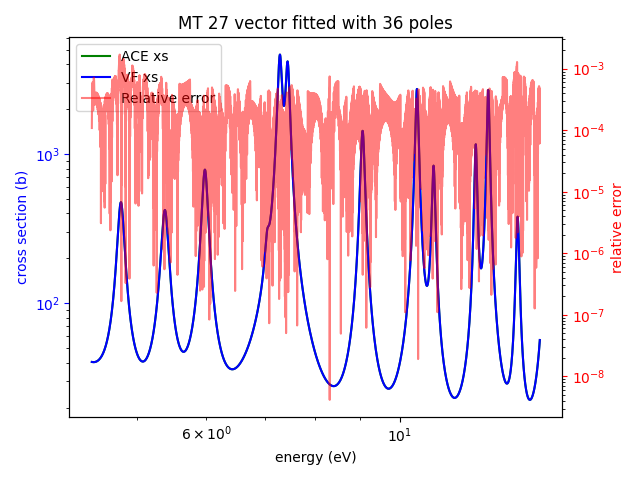 MT 27 vector fitted with 36 poles
ACE xs
VF xs
Relative error
cross section (b)
10³
10²
10⁻³
10⁻⁴
10⁻⁵
10⁻⁶
10⁻⁷
10⁻⁸
relative error
6 × 10⁰
10¹
energy (eV)